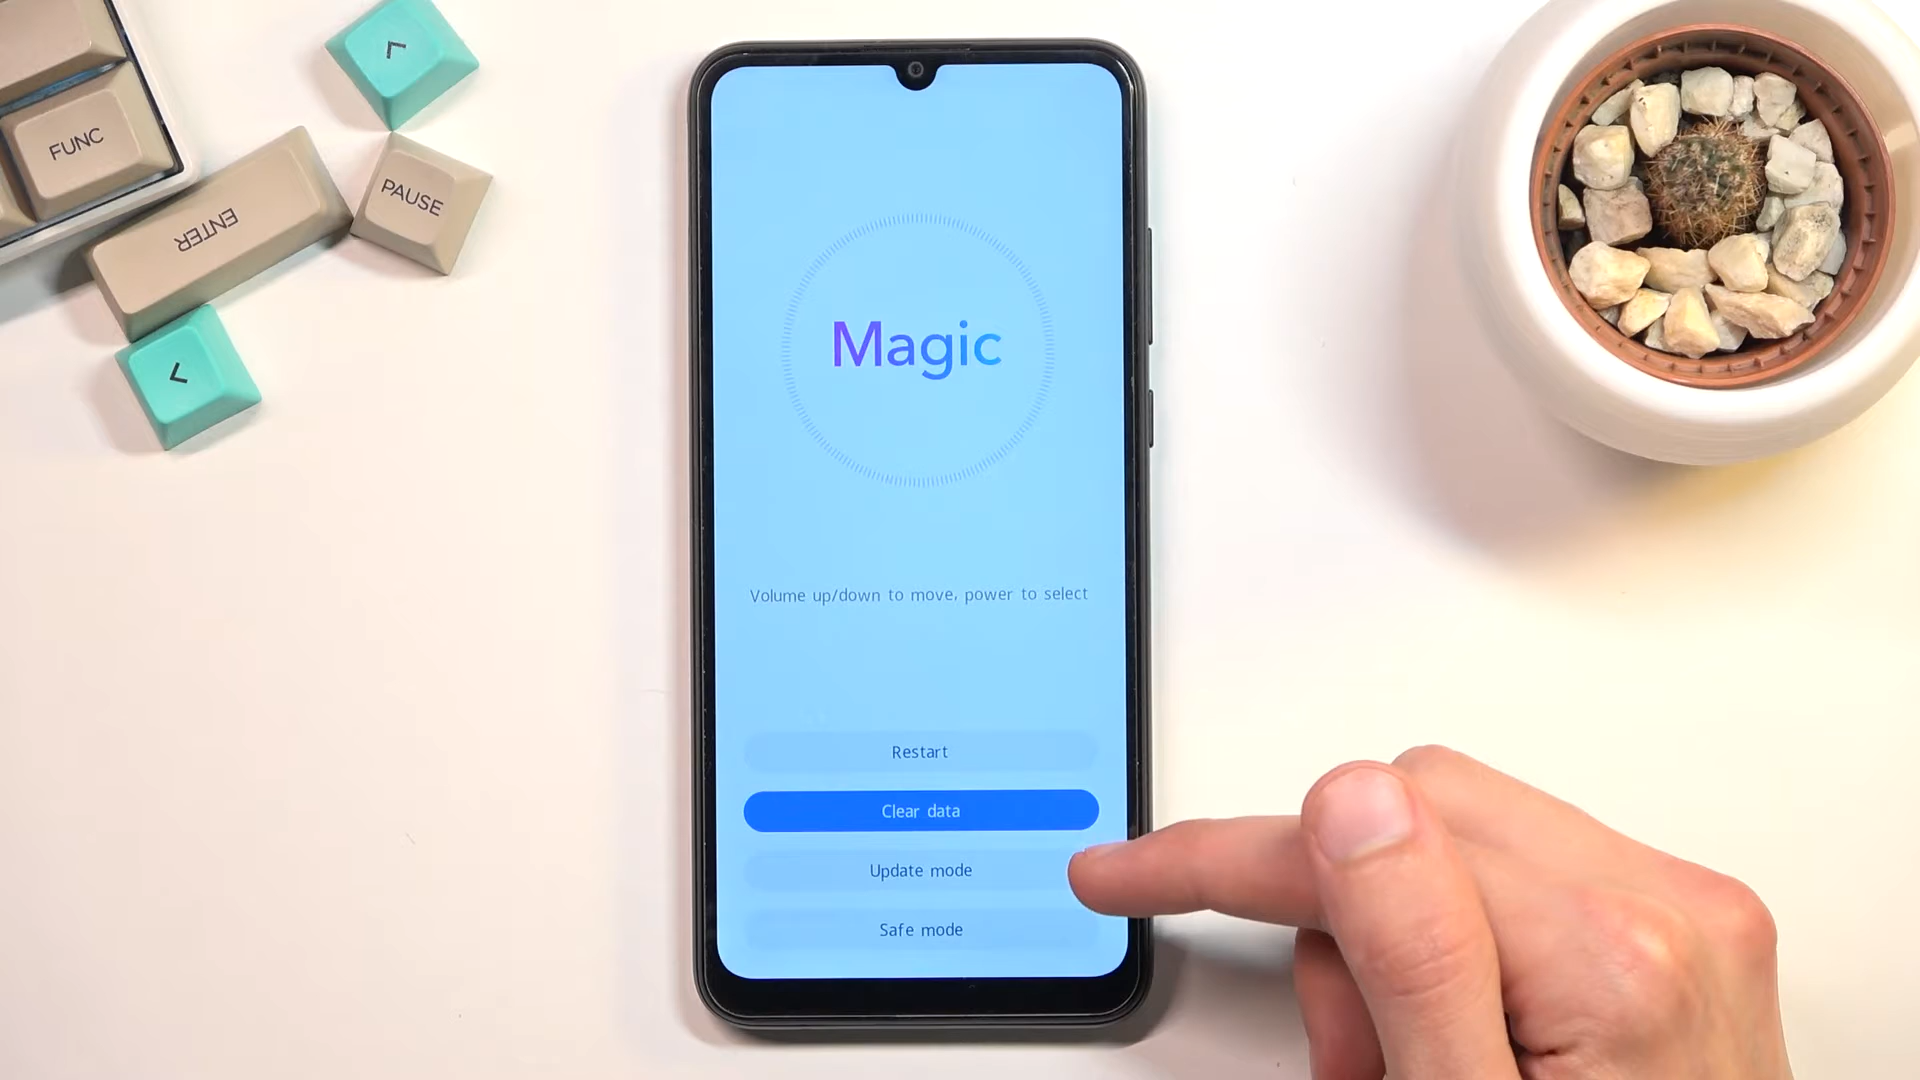 FUNC
ENTER
PAUSE
<
<
Magic
Volume up/down to move, power to select
Restart
Clear data
Update mode
Safe mode